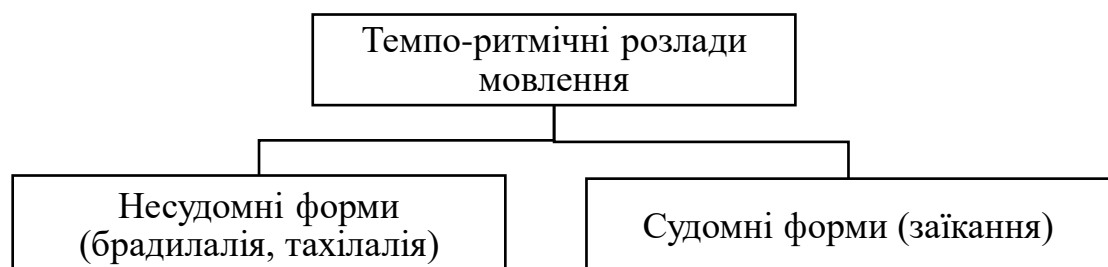 Темпо-ритмічні розлади
мовлення
Несудомні форми
(брадилалія, тахілалія)
Судомні форми (заїкання)